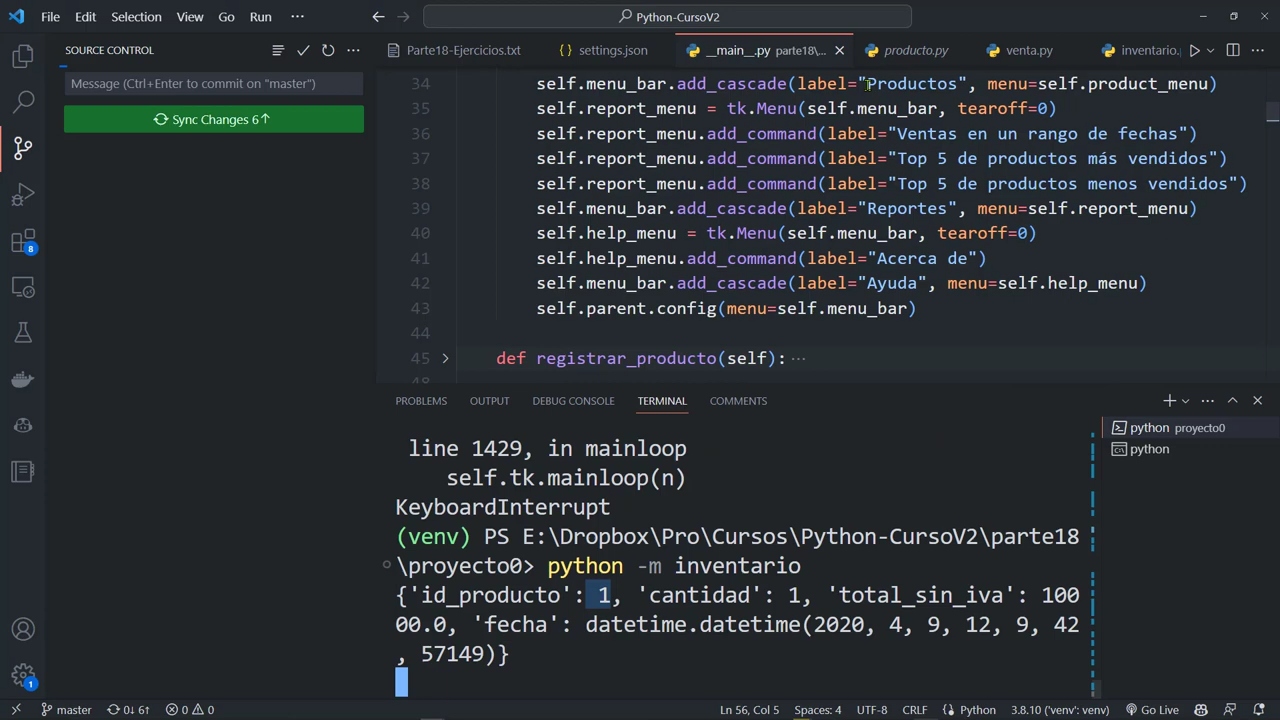 File Edit Selection View Go Run ··· Python-CursoV2
SOURCE CONTROL
Message (Ctrl+Enter to commit on "master")
Sync Changes 6↑
8
1
Parte18-Ejercicios.txt settings.json __main__.py parte18\... producto.py venta.py inventario.
34 self.menu_bar.add_cascade(label="Productos", menu=self.product_menu)
35 self.report_menu = tk.Menu(self.menu_bar, tearoff=0)
36 self.report_menu.add_command(label="Ventas en un rango de fechas")
37 self.report_menu.add_command(label="Top 5 de productos más vendidos")
38 self.report_menu.add_command(label="Top 5 de productos menos vendidos")
39 self.menu_bar.add_cascade(label="Reportes", menu=self.report_menu)
40 self.help_menu = tk.Menu(self.menu_bar, tearoff=0)
41 self.help_menu.add_command(label="Acerca de")
42 self.menu_bar.add_cascade(label="Ayuda", menu=self.help_menu)
43 self.parent.config(menu=self.menu_bar)
44
45 def registrar_producto(self): ···
48
PROBLEMS OUTPUT DEBUG CONSOLE TERMINAL COMMENTS
python proyecto0
python
line 1429, in mainloop
self.tk.mainloop(n)
KeyboardInterrupt
(venv) PS E:\Dropbox\Pro\Cursos\Python-CursoV2\parte18
\proyecto0> python -m inventario
{'id_producto': 1, 'cantidad': 1, 'total_sin_iva': 10
00.0, 'fecha': datetime.datetime(2020, 4, 9, 12, 9, 42
, 57149)}
master 0↓ 6↑ 0 0 Ln 56, Col 5 Spaces: 4 UTF-8 CRLF Python 3.8.10 ('venv': venv) Go Live